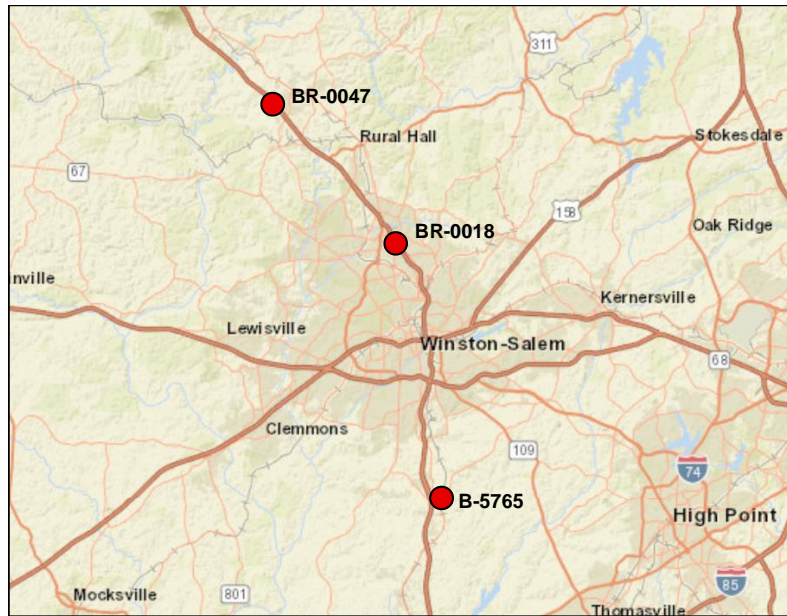 311
BR-0047
Rural Hall
Stokesdale
67
158
Oak Ridge
BR-0018
inville
Kernersville
Lewisville
Winston-Salem
68
Clemmons
109
74
B-5765
High Point
85
Mocksville
801
Thomasville